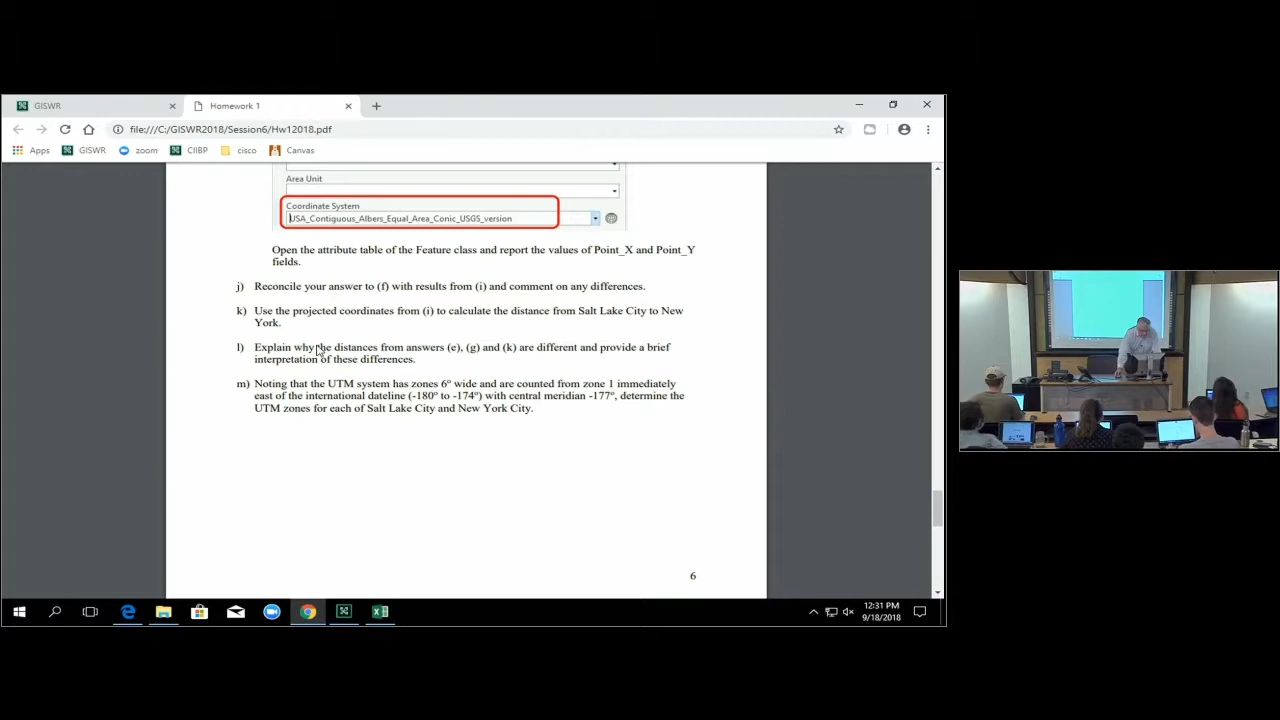 GISWR
Homework 1
file:///C:/GISWR2018/Session6/Hw12018.pdf
Apps GISWR zoom CIIBP cisco Canvas
Area Unit
Coordinate System
USA_Contiguous_Albers_Equal_Area_Conic_USGS_version
Open the attribute table of the Feature class and report the values of Point_X and Point_Y
fields.
j) Reconcile your answer to (f) with results from (i) and comment on any differences.
k) Use the projected coordinates from (i) to calculate the distance from Salt Lake City to New
York.
l) Explain why the distances from answers (e), (g) and (k) are different and provide a brief
interpretation of these differences.
m) Noting that the UTM system has zones 6º wide and are counted from zone 1 immediately
east of the international dateline (-180º to -174º) with central meridian -177º, determine the
UTM zones for each of Salt Lake City and New York City.
6
12:31 PM
9/18/2018